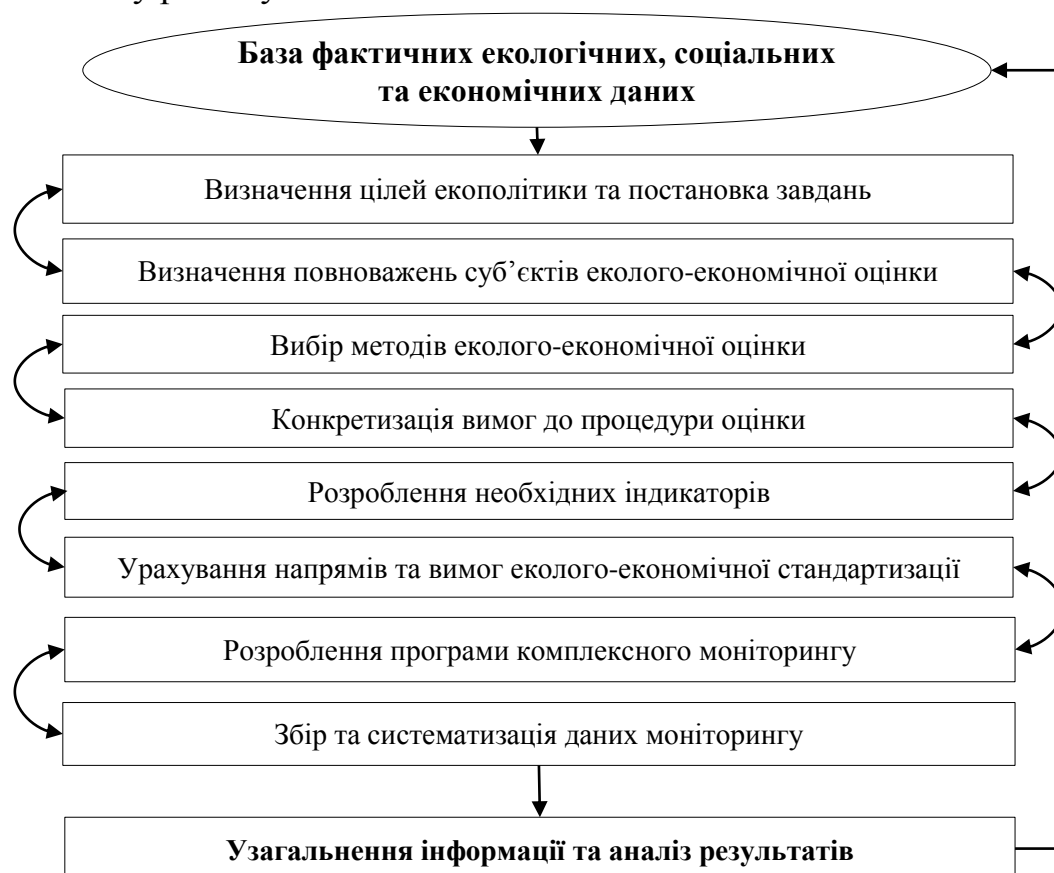 База фактичних екологічних, соціальних
та економічних даних
Визначення цілей екополітики та постановка завдань
Визначення повноважень суб’єктів еколого-економічної оцінки
Вибір методів еколого-економічної оцінки
Конкретизація вимог до процедури оцінки
Розроблення необхідних індикаторів
Урахування напрямів та вимог еколого-економічної стандартизації
Розроблення програми комплексного моніторингу
Збір та систематизація даних моніторингу
Узагальнення інформації та аналіз результатів